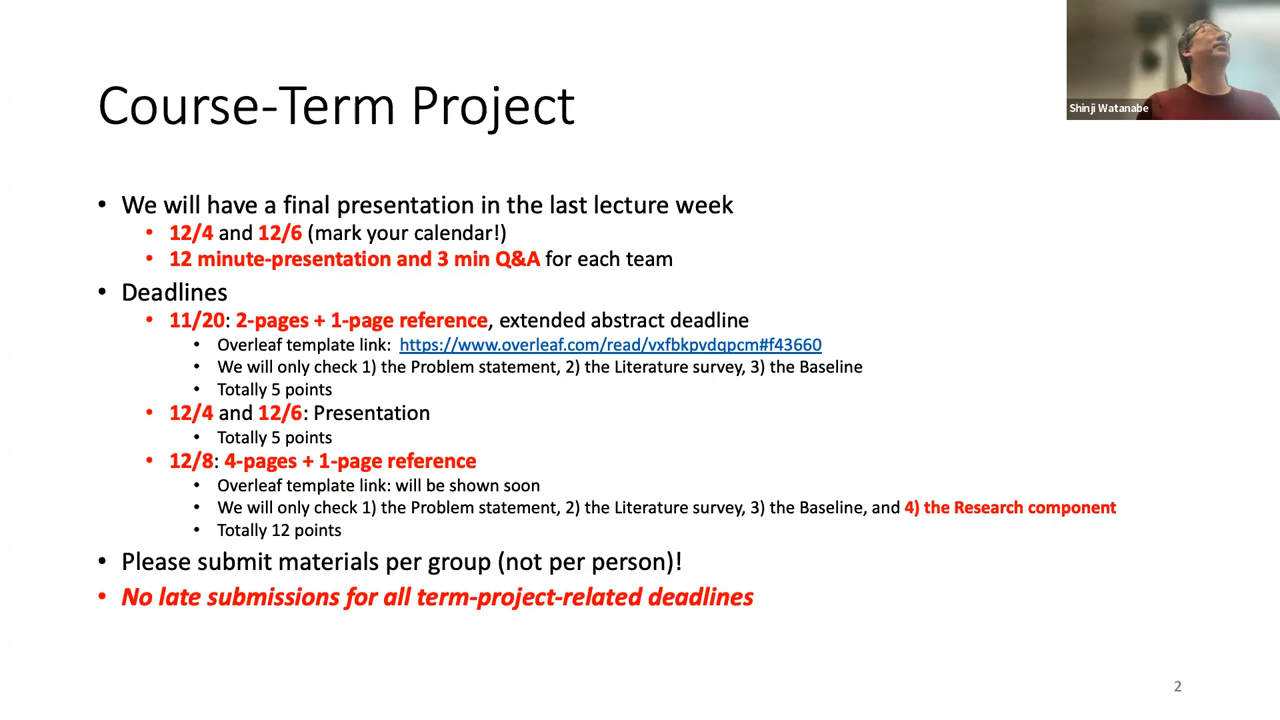 Shinji Watanabe
Course-Term Project
• We will have a final presentation in the last lecture week
• 12/4 and 12/6 (mark your calendar!)
• 12 minute-presentation and 3 min Q&A for each team
• Deadlines
• 11/20: 2-pages + 1-page reference, extended abstract deadline
• Overleaf template link: https://www.overleaf.com/read/vxfbkpvdqpcm#f43660
• We will only check 1) the Problem statement, 2) the Literature survey, 3) the Baseline
• Totally 5 points
• 12/4 and 12/6: Presentation
• Totally 5 points
• 12/8: 4-pages + 1-page reference
• Overleaf template link: will be shown soon
• We will only check 1) the Problem statement, 2) the Literature survey, 3) the Baseline, and 4) the Research component
• Totally 12 points
• Please submit materials per group (not per person)!
• No late submissions for all term-project-related deadlines
2